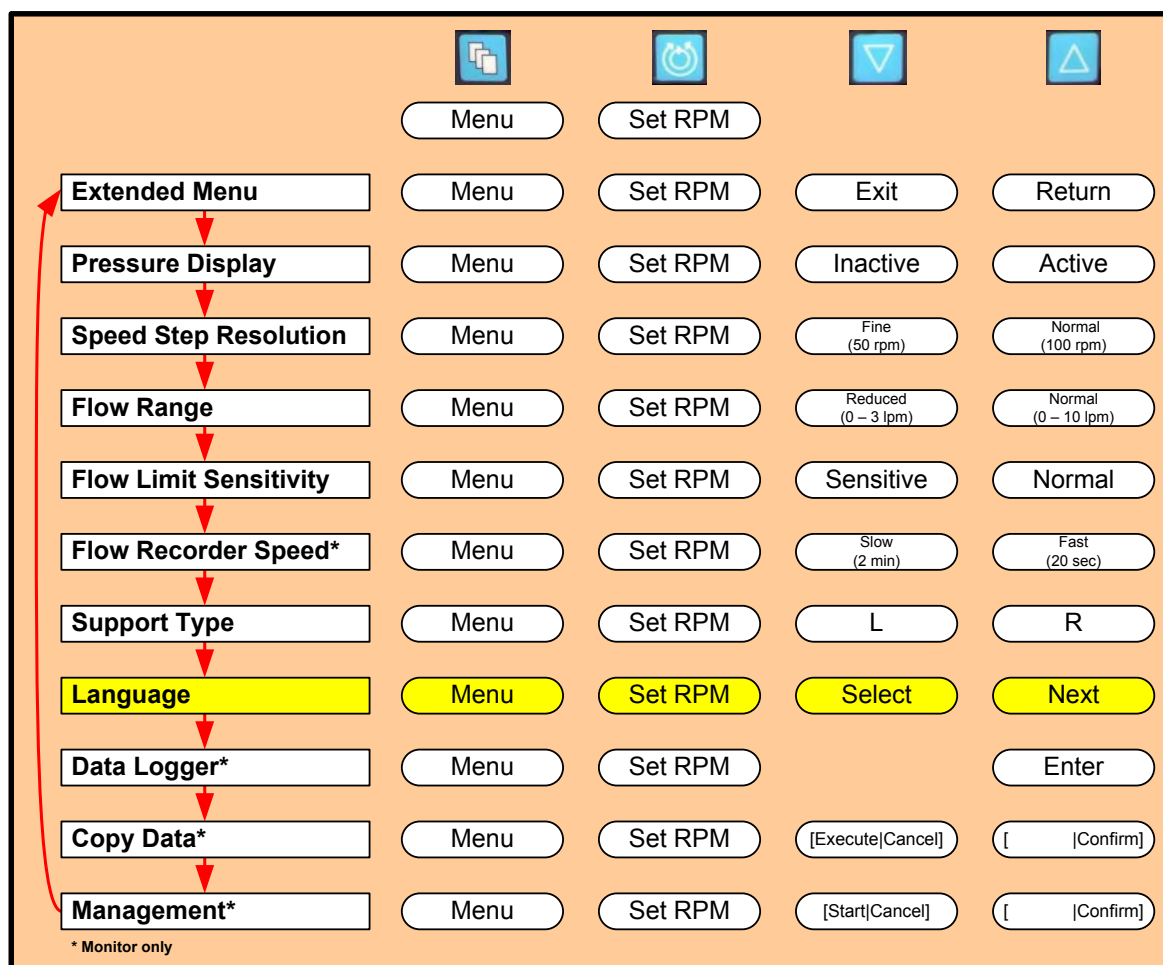 Menu Set RPM
Extended Menu Menu Set RPM Exit Return
Pressure Display Menu Set RPM Inactive Active
Speed Step Resolution Menu Set RPM Fine (50 rpm) Normal (100 rpm)
Flow Range Menu Set RPM Reduced (0 – 3 lpm) Normal (0 – 10 lpm)
Flow Limit Sensitivity Menu Set RPM Sensitive Normal
Flow Recorder Speed* Menu Set RPM Slow (2 min) Fast (20 sec)
Support Type Menu Set RPM L R
Language Menu Set RPM Select Next
Data Logger* Menu Set RPM Enter
Copy Data* Menu Set RPM [Execute|Cancel] [ |Confirm]
Management* Menu Set RPM [Start|Cancel] [ |Confirm]
* Monitor only